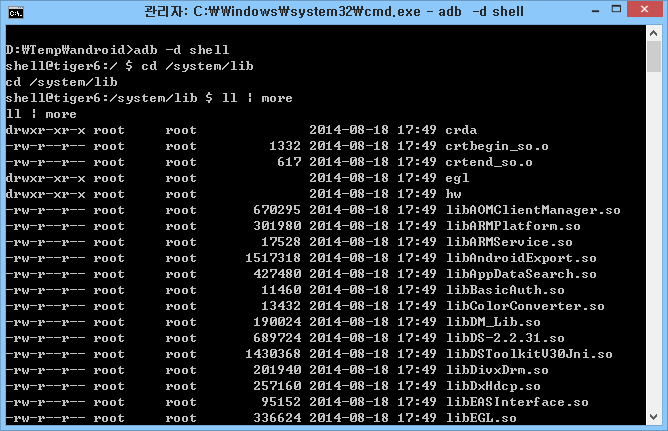 관리자: C:₩Windows₩system32₩cmd.exe - adb  -d shell
D:₩Temp₩android>adb -d shell
shell@tiger6:/ $ cd /system/lib
cd /system/lib
shell@tiger6:/system/lib $ ll | more
ll | more
drwxr-xr-x root     root              2014-08-18 17:49 crda
-rw-r--r-- root     root         1332 2014-08-18 17:49 crtbegin_so.o
-rw-r--r-- root     root          617 2014-08-18 17:49 crtend_so.o
drwxr-xr-x root     root              2014-08-18 17:49 egl
drwxr-xr-x root     root              2014-08-18 17:49 hw
-rw-r--r-- root     root       670295 2014-08-18 17:49 libAOMClientManager.so
-rw-r--r-- root     root       301980 2014-08-18 17:49 libARMPlatform.so
-rw-r--r-- root     root        17528 2014-08-18 17:49 libARMService.so
-rw-r--r-- root     root      1517318 2014-08-18 17:49 libAndroidExport.so
-rw-r--r-- root     root       427480 2014-08-18 17:49 libAppDataSearch.so
-rw-r--r-- root     root        11460 2014-08-18 17:49 libBasicAuth.so
-rw-r--r-- root     root        13432 2014-08-18 17:49 libColorConverter.so
-rw-r--r-- root     root       190024 2014-08-18 17:49 libDM_Lib.so
-rw-r--r-- root     root       689724 2014-08-18 17:49 libDS-2.2.31.so
-rw-r--r-- root     root      1430368 2014-08-18 17:49 libDSToolkitV30Jni.so
-rw-r--r-- root     root       201940 2014-08-18 17:49 libDivxDrm.so
-rw-r--r-- root     root       257160 2014-08-18 17:49 libDxHdcp.so
-rw-r--r-- root     root        95152 2014-08-18 17:49 libEASInterface.so
-rw-r--r-- root     root       336624 2014-08-18 17:49 libEGL.so